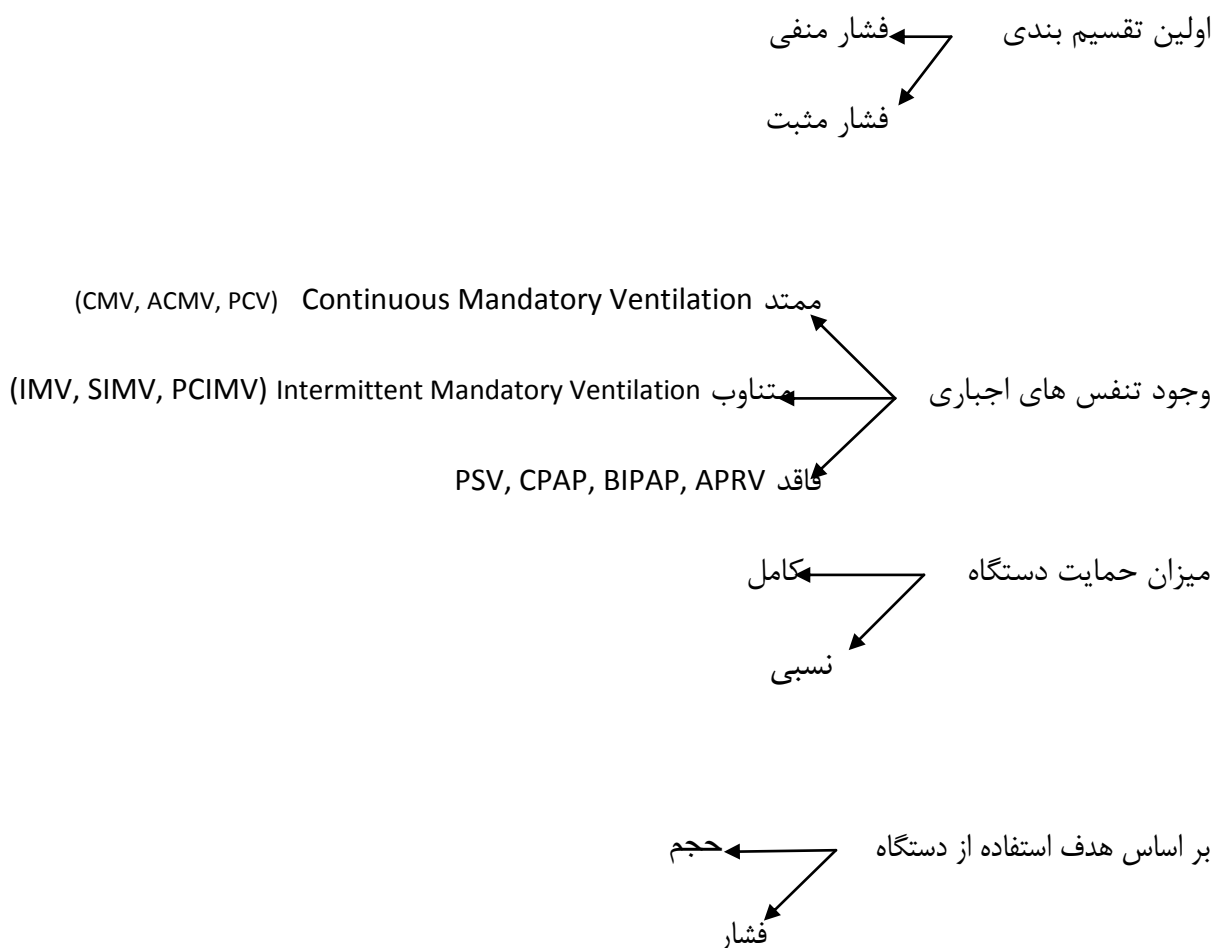 اولین تقسیم بندی فشار منفی
فشار مثبت
ممتد Continuous Mandatory Ventilation (CMV, ACMV, PCV)
وجود تنفس های اجباری متناوب Intermittent Mandatory Ventilation (IMV, SIMV, PCIMV)
فاقد PSV, CPAP, BIPAP, APRV
میزان حمایت دستگاه کامل
نسبی
بر اساس هدف استفاده از دستگاه حجم
فشار